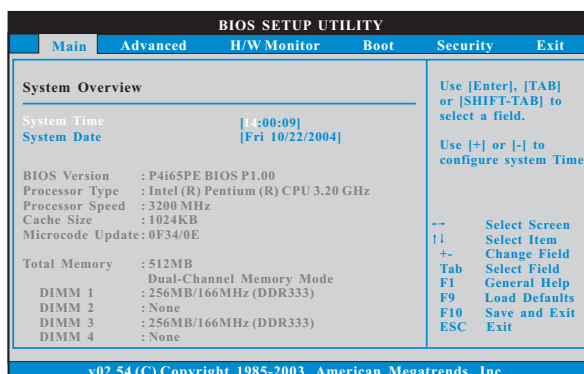 BIOS SETUP UTILITY
Main Advanced H/W Monitor Boot Security Exit
System Overview
System Time [14:00:09]
System Date [Fri 10/22/2004]
BIOS Version : P4i65PE BIOS P1.00
Processor Type : Intel (R) Pentium (R) CPU 3.20 GHz
Processor Speed : 3200 MHz
Cache Size : 1024KB
Microcode Update : 0F34/0E
Total Memory : 512MB
Dual-Channel Memory Mode
DIMM 1 : 256MB/166MHz (DDR333)
DIMM 2 : None
DIMM 3 : 256MB/166MHz (DDR333)
DIMM 4 : None
Use [Enter], [TAB]
or [SHIFT-TAB] to
select a field.
Use [+] or [-] to
configure system Time
←→ Select Screen
↑↓ Select Item
+- Change Field
Tab Select Field
F1 General Help
F9 Load Defaults
F10 Save and Exit
ESC Exit
v02.54 (C) Copyright 1985-2003, American Megatrends, Inc.